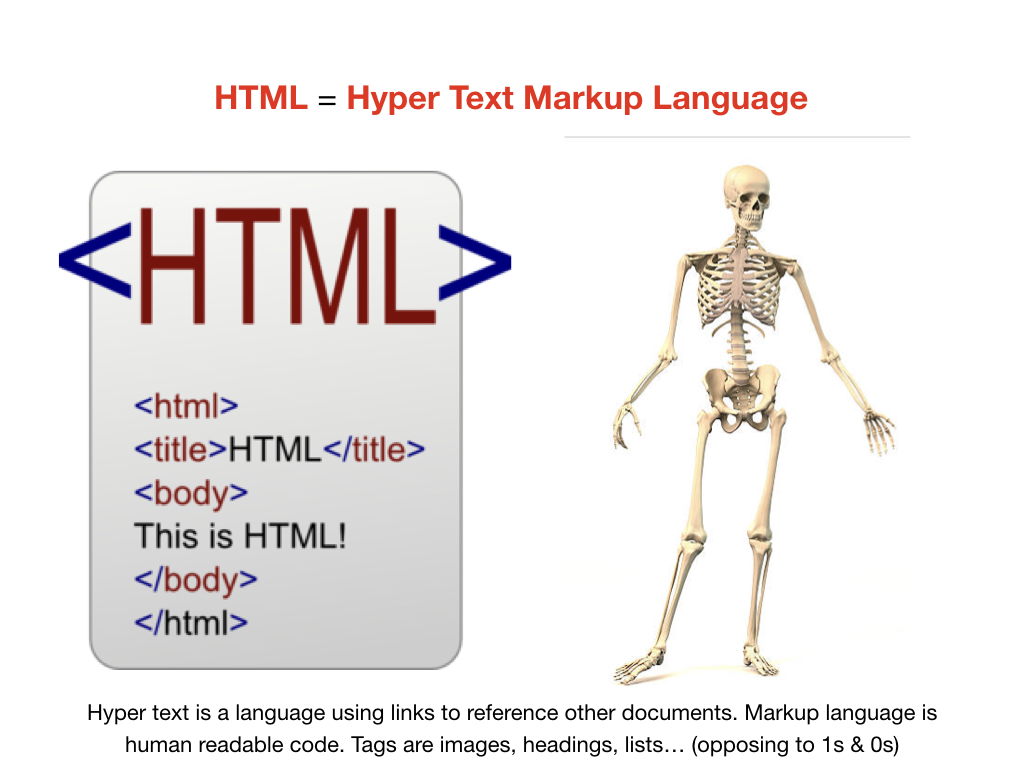 HTML = Hyper Text Markup Language
<HTML>
<html>
<title>HTML</title>
<body>
This is HTML!
</body>
</html>
Hyper text is a language using links to reference other documents. Markup language is
human readable code. Tags are images, headings, lists… (opposing to 1s & 0s)